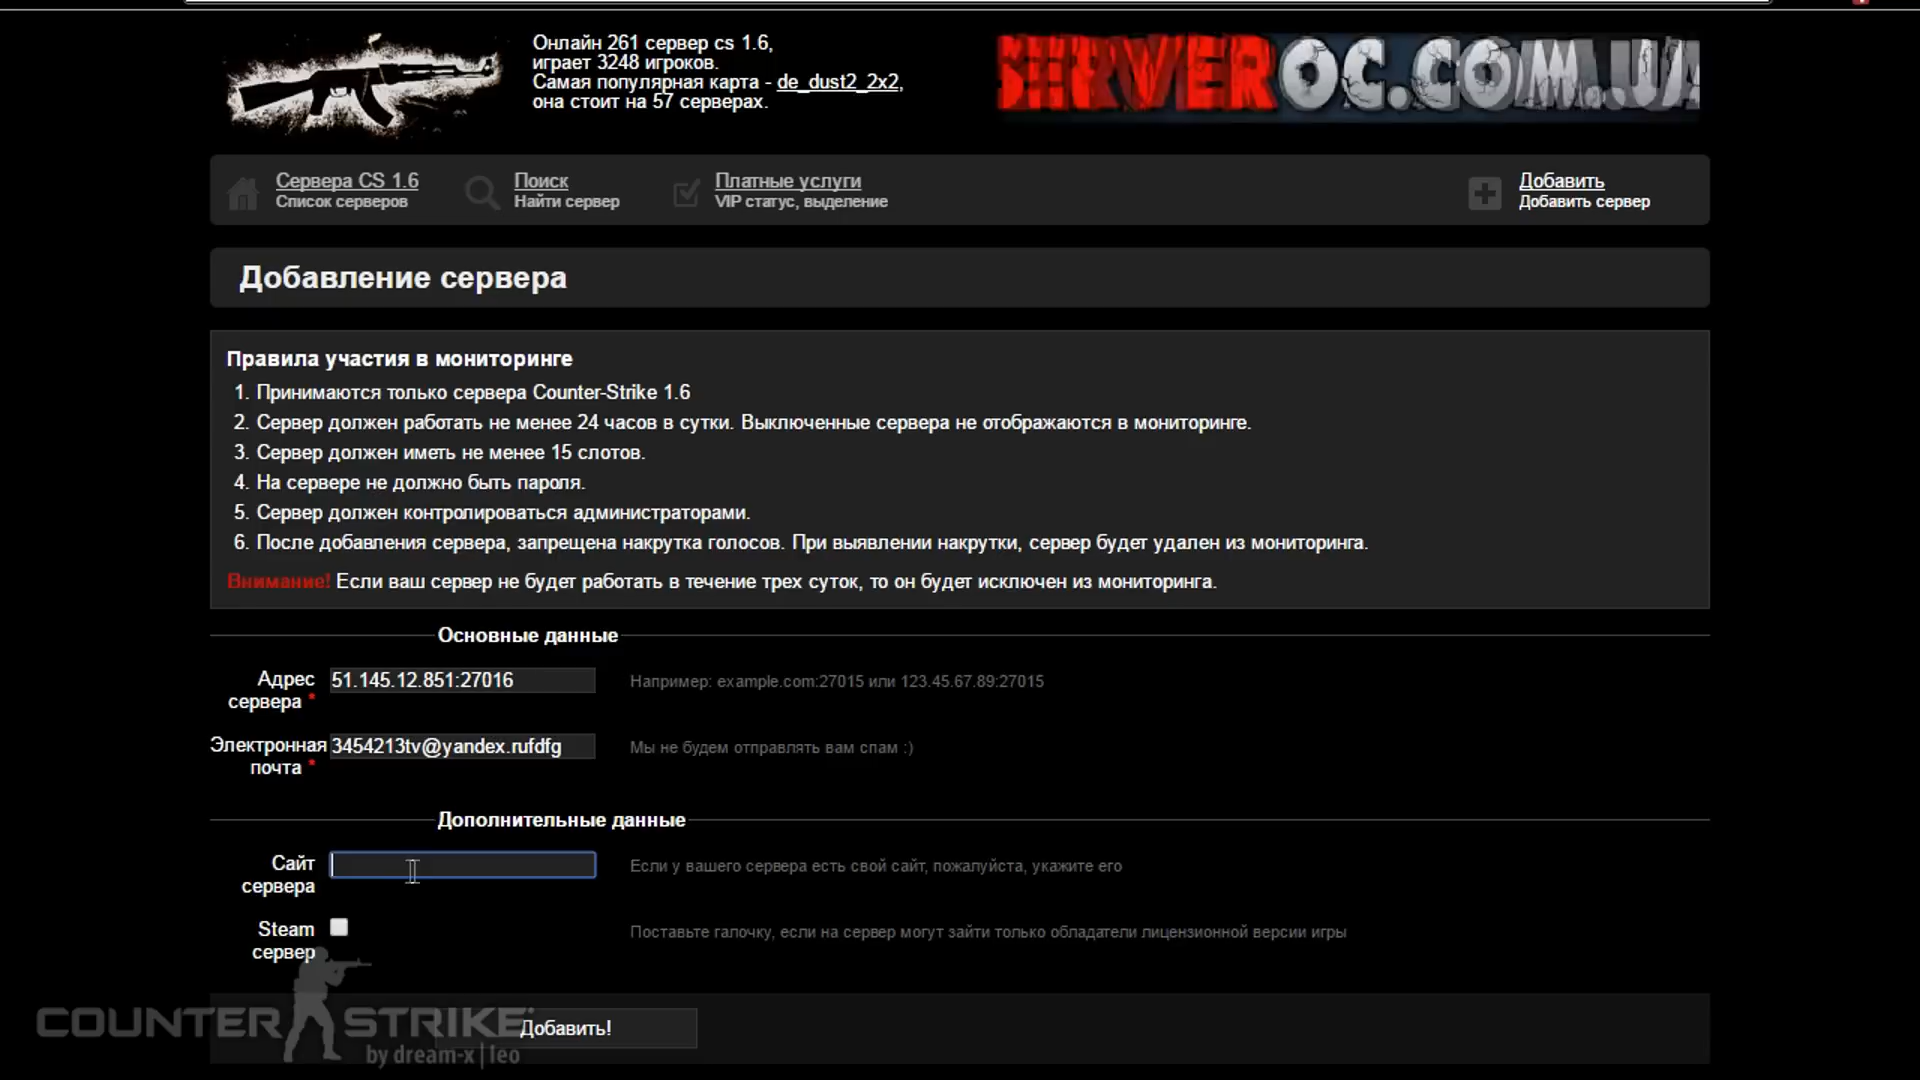 Онлайн 261 сервер cs 1.6,
играет 3248 игроков.
Самая популярная карта - de_dust2_2x2,
она стоит на 57 серверах.
SERVEROC.COM.UA
Сервера CS 1.6
Список серверов
Поиск
Найти сервер
Платные услуги
VIP статус, выделение
Добавить
Добавить сервер
Добавление сервера
Правила участия в мониторинге
1. Принимаются только сервера Counter-Strike 1.6
2. Сервер должен работать не менее 24 часов в сутки. Выключенные сервера не отображаются в мониторинге.
3. Сервер должен иметь не менее 15 слотов.
4. На сервере не должно быть пароля.
5. Сервер должен контролироваться администраторами.
6. После добавления сервера, запрещена накрутка голосов. При выявлении накрутки, сервер будет удален из мониторинга.
Внимание! Если ваш сервер не будет работать в течение трех суток, то он будет исключен из мониторинга.
Основные данные
Адрес
сервера *
51.145.12.851:27016
Например: example.com:27015 или 123.45.67.89:27015
Электронная
почта *
3454213tv@yandex.rufdfg
Мы не будем отправлять вам спам :)
Дополнительные данные
Сайт
сервера
Если у вашего сервера есть свой сайт, пожалуйста, укажите его
Steam
сервер
Поставьте галочку, если на сервер могут зайти только обладатели лицензионной версии игры
COUNTER STRIKE
by dream-x | leo
Добавить!